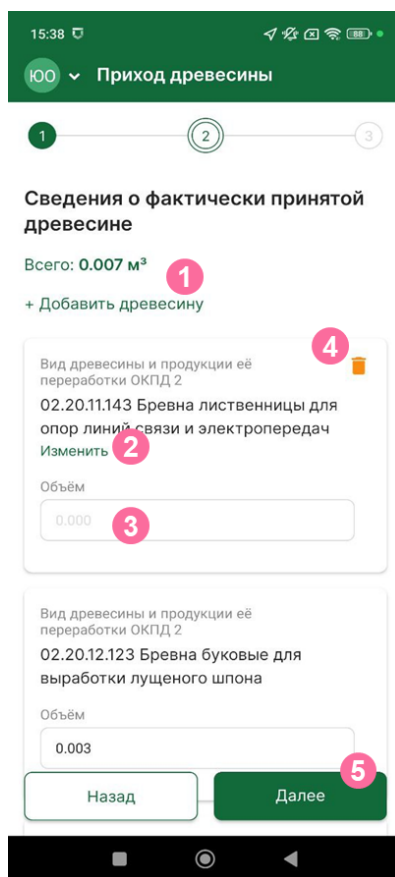 15:38
88
ЮО Приход древесины
1 2 3
Сведения о фактически принятой
древесине
Всего: 0.007 м³
1
+ Добавить древесину
4
Вид древесины и продукции её
переработки ОКПД 2
02.20.11.143 Бревна лиственницы для
опор линий связи и электропередач
Изменить 2
Объём
0.000 3
Вид древесины и продукции её
переработки ОКПД 2
02.20.12.123 Бревна буковые для
выработки лущеного шпона
Объём
0.003
5
Назад Далее